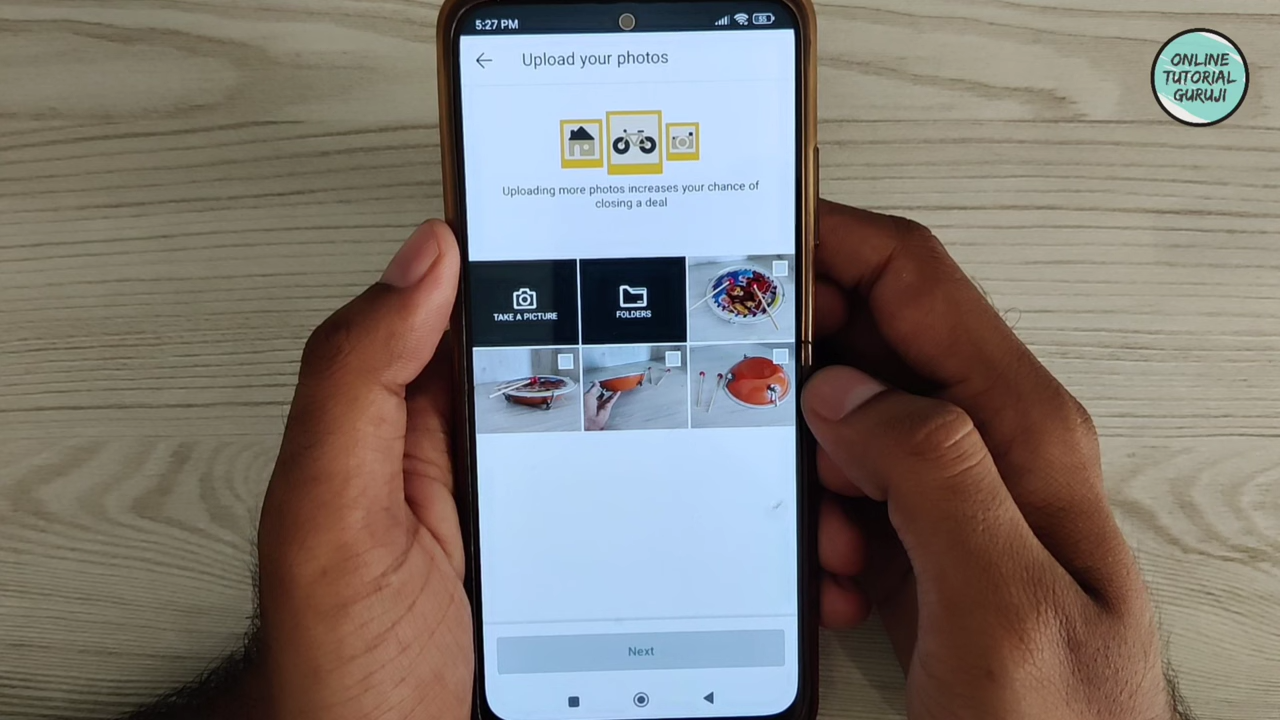 5:27 PM
55
Upload your photos
Uploading more photos increases your chance of
closing a deal
TAKE A PICTURE
FOLDERS
Next
ONLINE
TUTORIAL
GURUJI